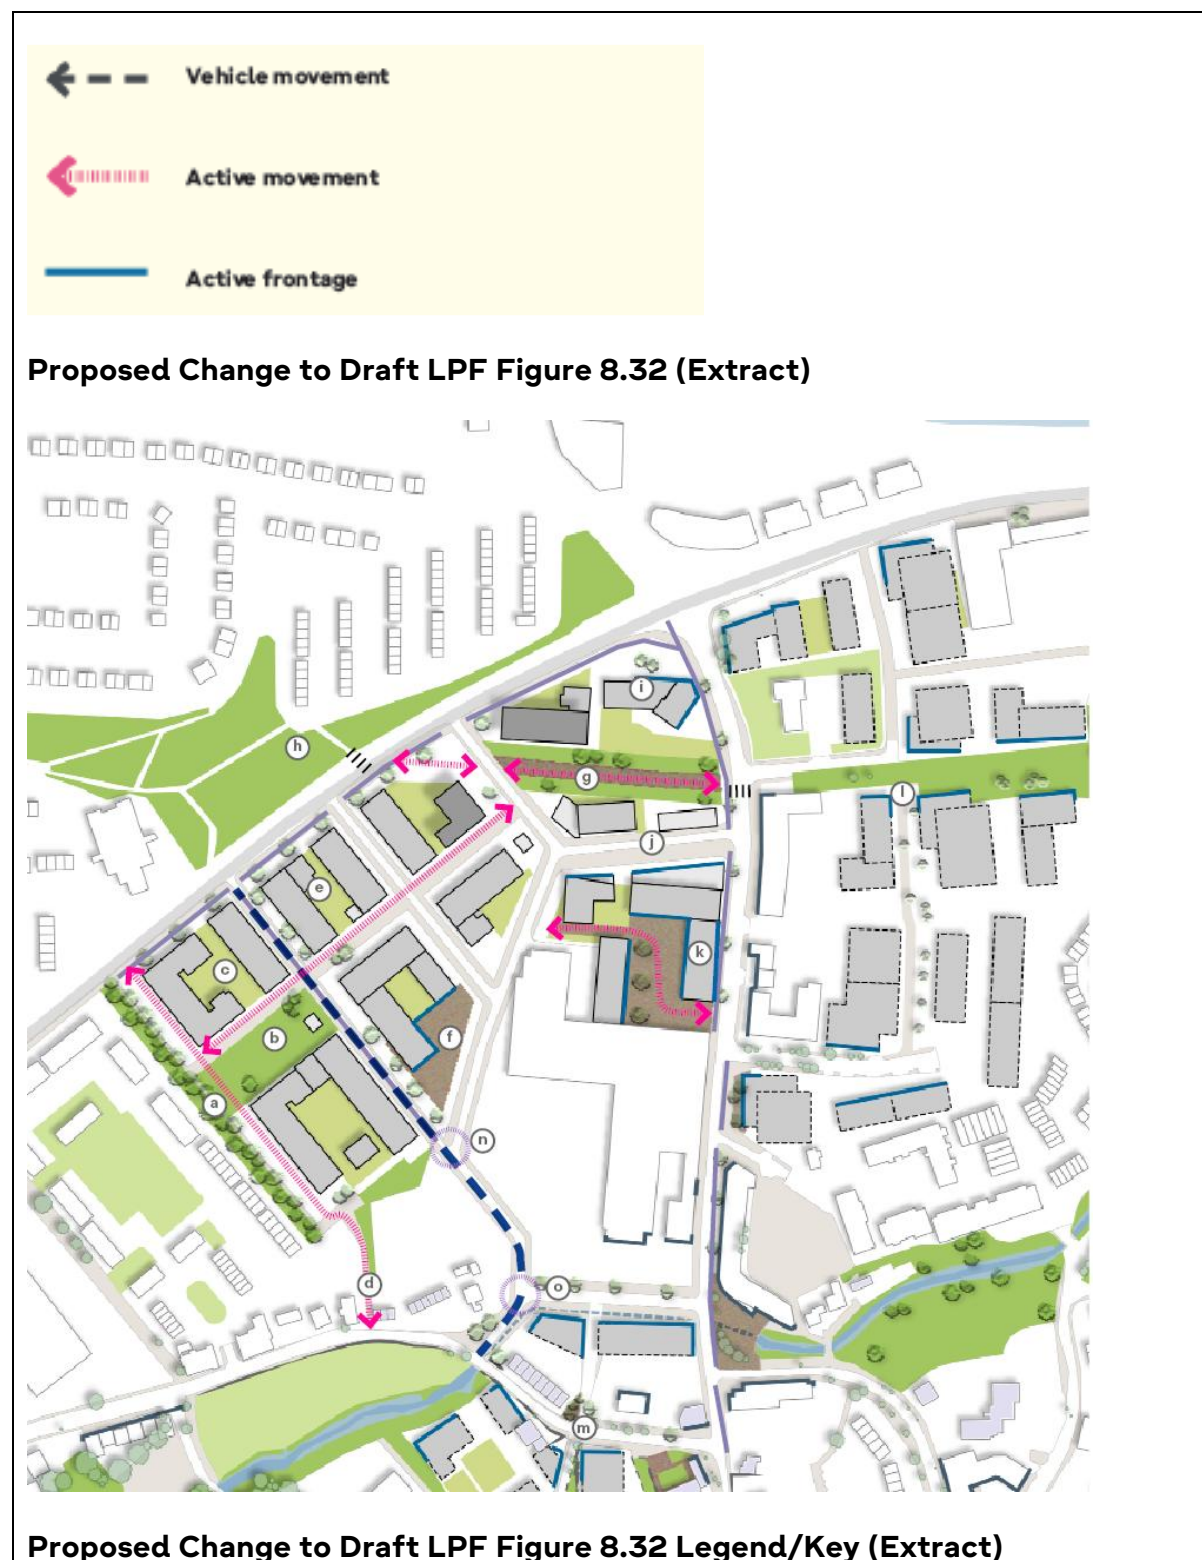 Vehicle movement
Active movement
Active frontage
Proposed Change to Draft LPF Figure 8.32 (Extract)
h
i
g
l
j
e
c
k
f
b
a
n
d
o
m
Proposed Change to Draft LPF Figure 8.32 Legend/Key (Extract)